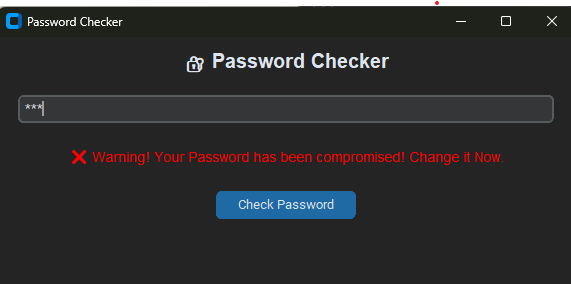 Password Checker
🔐 Password Checker
***
❌ Warning! Your Password has been compromised! Change it Now.
Check Password